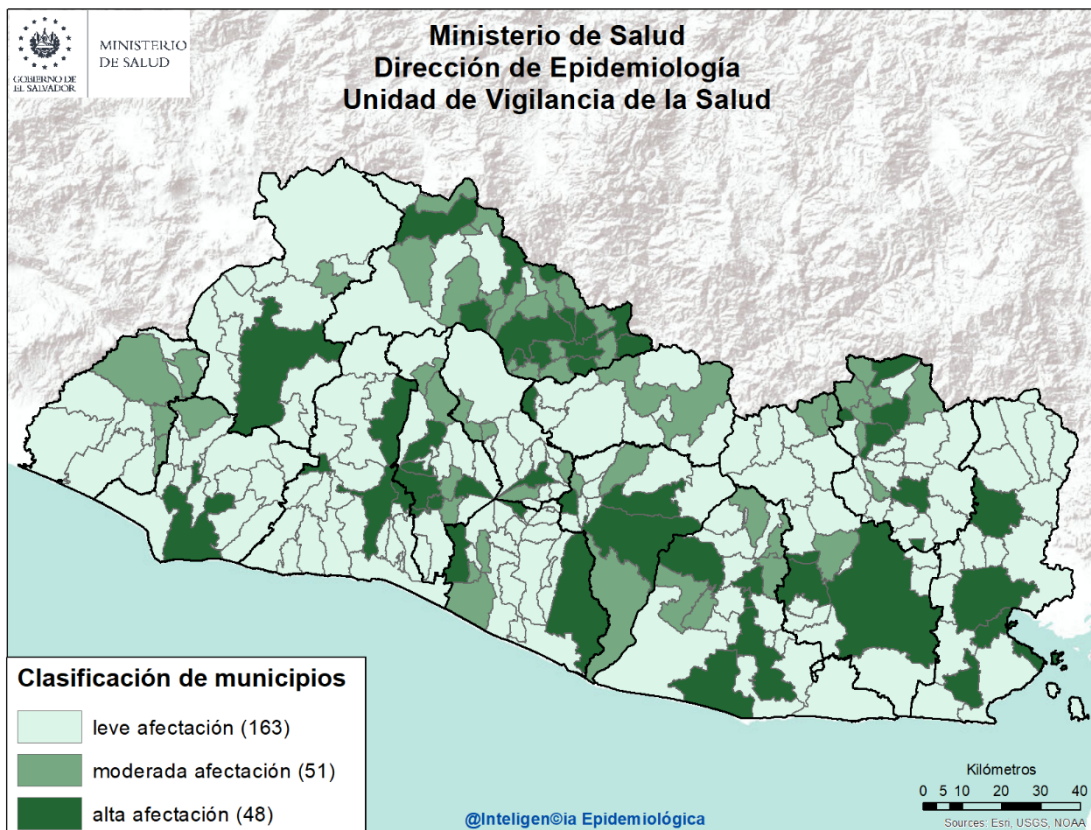 GOBIERNO DE
EL SALVADOR
MINISTERIO
DE SALUD
Ministerio de Salud
Dirección de Epidemiología
Unidad de Vigilancia de la Salud
Clasificación de municipios
leve afectación (163)
moderada afectación (51)
alta afectación (48)
@Inteligen©ia Epidemiológica
Kilómetros
0 5 10 20 30 40
Sources: Esri, USGS, NOAA